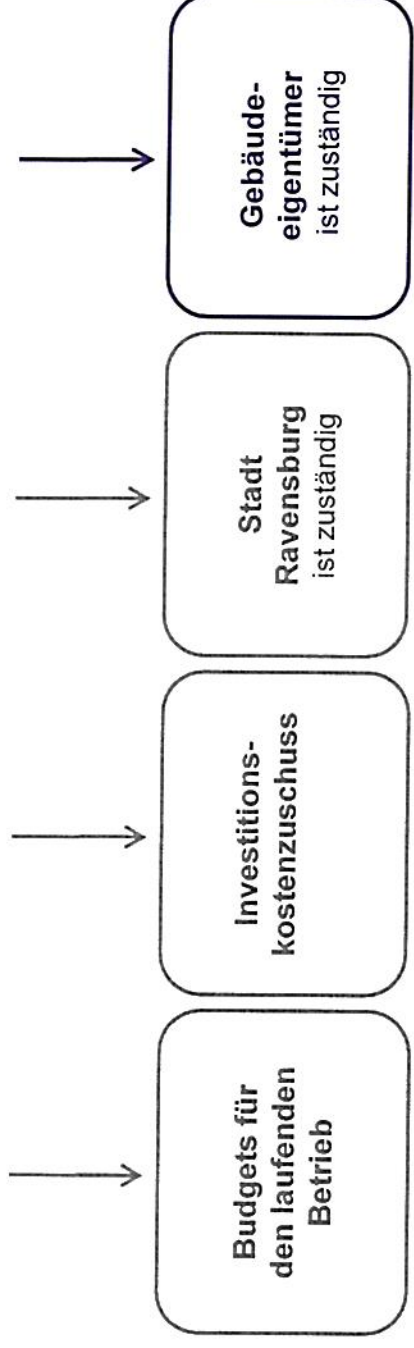 Budgets für
den laufenden
Betrieb
Investitions-
kostenzuschuss
Stadt
Ravensburg
ist zuständig
Gebäude-
eigentümer
ist zuständig